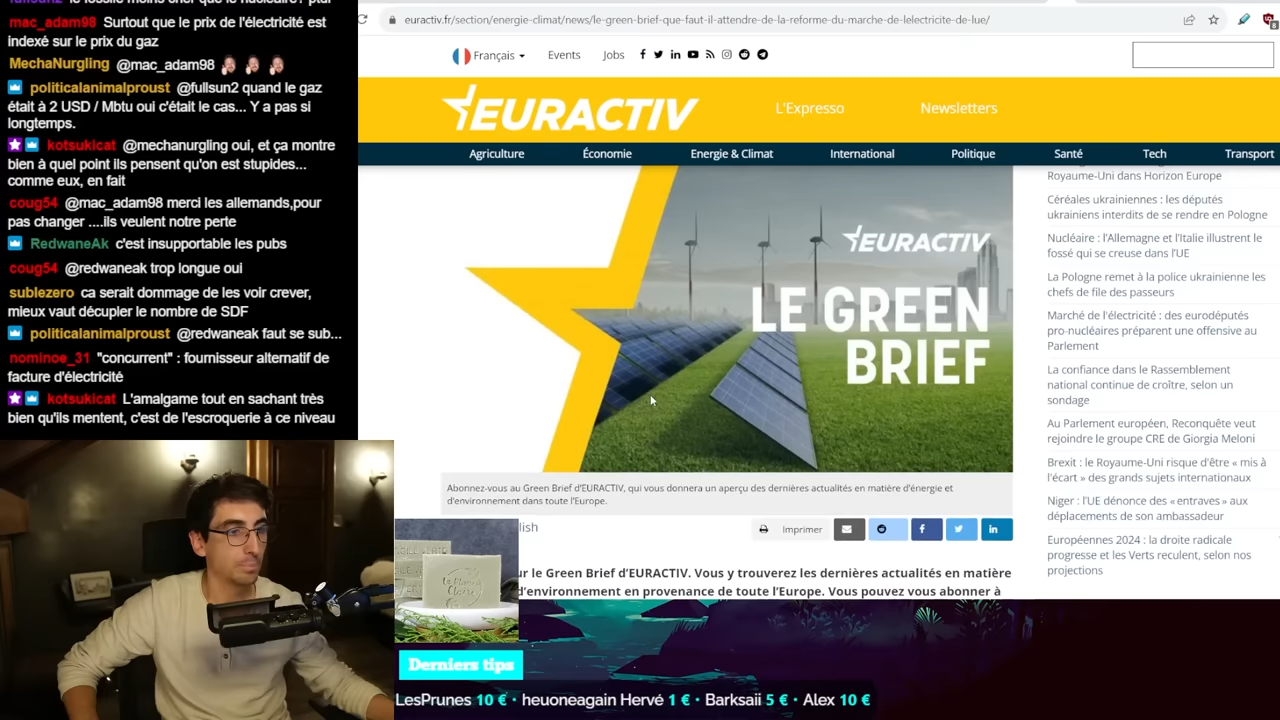 mac_adam98 Surtout que le prix de l'électricité est
indexé sur le prix du gaz
MechaNurgling @mac_adam98
politicalanimalproust @fullsun2 quand le gaz
était à 2 USD / Mbtu oui c'était le cas... Y a pas si
longtemps.
kotsukicat @mechanurgling oui, et ça montre
bien à quel point ils pensent qu'on est stupides...
comme eux, en fait
coug54 @mac_adam98 merci les allemands,pour
pas changer ....ils veulent notre perte
RedwaneAk c'est insupportable les pubs
coug54 @redwaneak trop longue oui
sublezero ca serait dommage de les voir crever,
mieux vaut décupler le nombre de SDF
politicalanimalproust @redwaneak faut se sub...
nominoe_31 "concurrent" : fournisseur alternatif de
facture d'électricité
kotsukicat L'amalgame tout en sachant très
bien qu'ils mentent, c'est de l'escroquerie à ce niveau
euractiv.fr/section/energie-climat/news/le-green-brief-que-faut-il-attendre-de-la-reforme-du-marche-de-lelectricite-de-lue/
Français
Events
Jobs
EURACTIV
L'Expresso
Newsletters
Agriculture
Économie
Energie & Climat
International
Politique
Santé
Tech
Transport
EURACTIV
LE GREEN
BRIEF
Abonnez-vous au Green Brief d'EURACTIV, qui vous donnera un aperçu des dernières actualités en matière d'énergie et
d'environnement dans toute l'Europe.
lish
Imprimer
ur le Green Brief d'EURACTIV. Vous y trouverez les dernières actualités en matière
d'environnement en provenance de toute l'Europe. Vous pouvez vous abonner à
Royaume-Uni dans Horizon Europe
Céréales ukrainiennes : les députés
ukrainiens interdits de se rendre en Pologne
Nucléaire : l'Allemagne et l'Italie illustrent le
fossé qui se creuse dans l'UE
La Pologne remet à la police ukrainienne les
chefs de file des passeurs
Marché de l'électricité : des eurodéputés
pro-nucléaires préparent une offensive au
Parlement
La confiance dans le Rassemblement
national continue de croître, selon un
sondage
Au Parlement européen, Reconquête veut
rejoindre le groupe CRE de Giorgia Meloni
Brexit : le Royaume-Uni risque d'être « mis à
l'écart » des grands sujets internationaux
Niger : l'UE dénonce des « entraves » aux
déplacements de son ambassadeur
Européennes 2024 : la droite radicale
progresse et les Verts reculent, selon nos
projections
Derniers tips
LesPrunes 10 € · heuoneagain Hervé 1 € · Barksaii 5 € · Alex 10 €